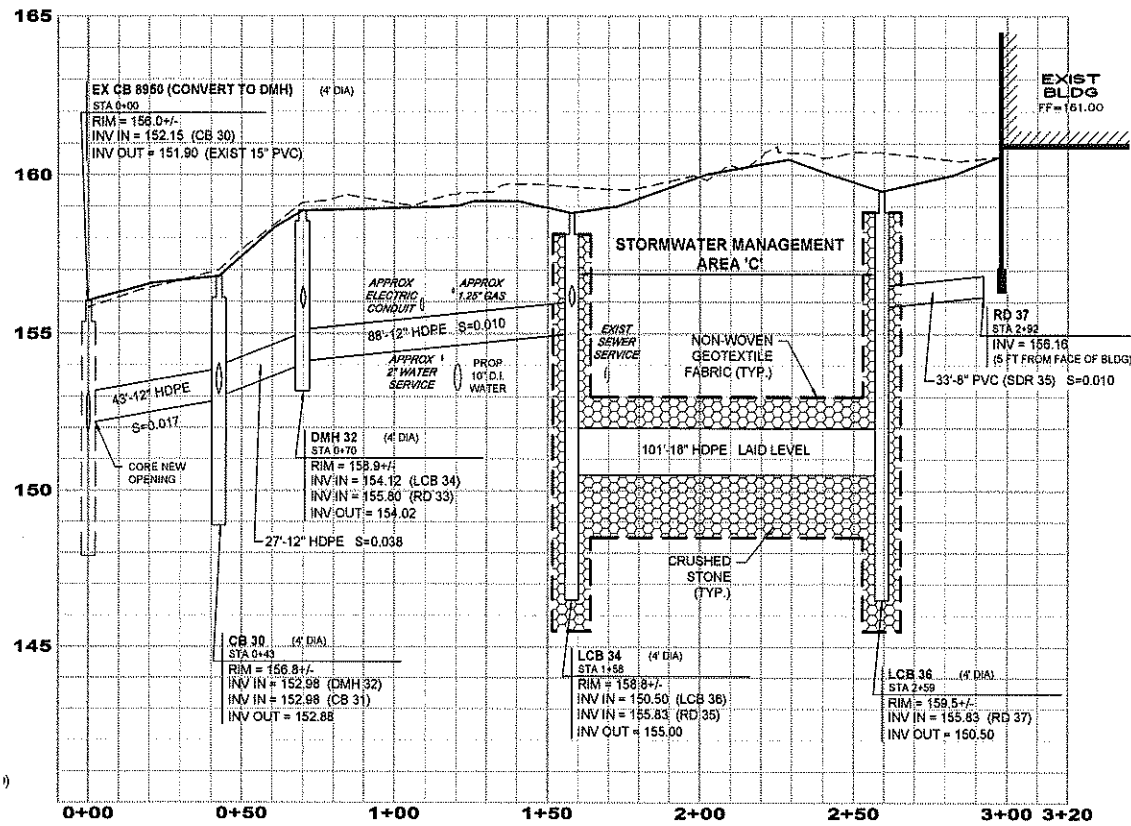 165
160
155
150
145
EX CB 8950 (CONVERT TO DMH) (4' DIA)
STA 0+00
RIM = 156.0+/-
INV IN = 152.15 (CB 30)
INV OUT = 151.90 (EXIST 15" PVC)
EXIST
BLDG
FF=161.00
STORMWATER MANAGEMENT
AREA 'C'
APPROX
ELECTRIC
CONDUIT
APPROX
1.25" GAS
88'-12" HDPE S=0.010
APPROX
2" WATER
SERVICE
PROP
10" D.I.
WATER
EXIST
SEWER
SERVICE
NON-WOVEN
GEOTEXTILE
FABRIC (TYP.)
RD 37
STA 2+92
INV = 156.16
(5 FT FROM FACE OF BLDG)
33'-8" PVC (SDR 35) S=0.010
43'-12" HDPE
S=0.017
CORE NEW
OPENING
DMH 32 (4' DIA)
STA 0+70
RIM = 158.9+/-
INV IN = 154.12 (LCB 34)
INV IN = 155.80 (RD 33)
INV OUT = 154.02
27'-12" HDPE S=0.038
101'-18" HDPE LAID LEVEL
CRUSHED
STONE
(TYP.)
CB 30 (4' DIA)
STA 0+43
RIM = 156.8+/-
INV IN = 152.98 (DMH 32)
INV IN = 152.98 (CB 31)
INV OUT = 152.88
LCB 34 (4' DIA)
STA 1+58
RIM = 158.8+/-
INV IN = 150.50 (LCB 36)
INV IN = 155.83 (RD 35)
INV OUT = 155.00
LCB 36 (4' DIA)
STA 2+59
RIM = 159.5+/-
INV IN = 155.83 (RD 37)
INV OUT = 150.50
0+00 0+50 1+00 1+50 2+00 2+50 3+00 3+20